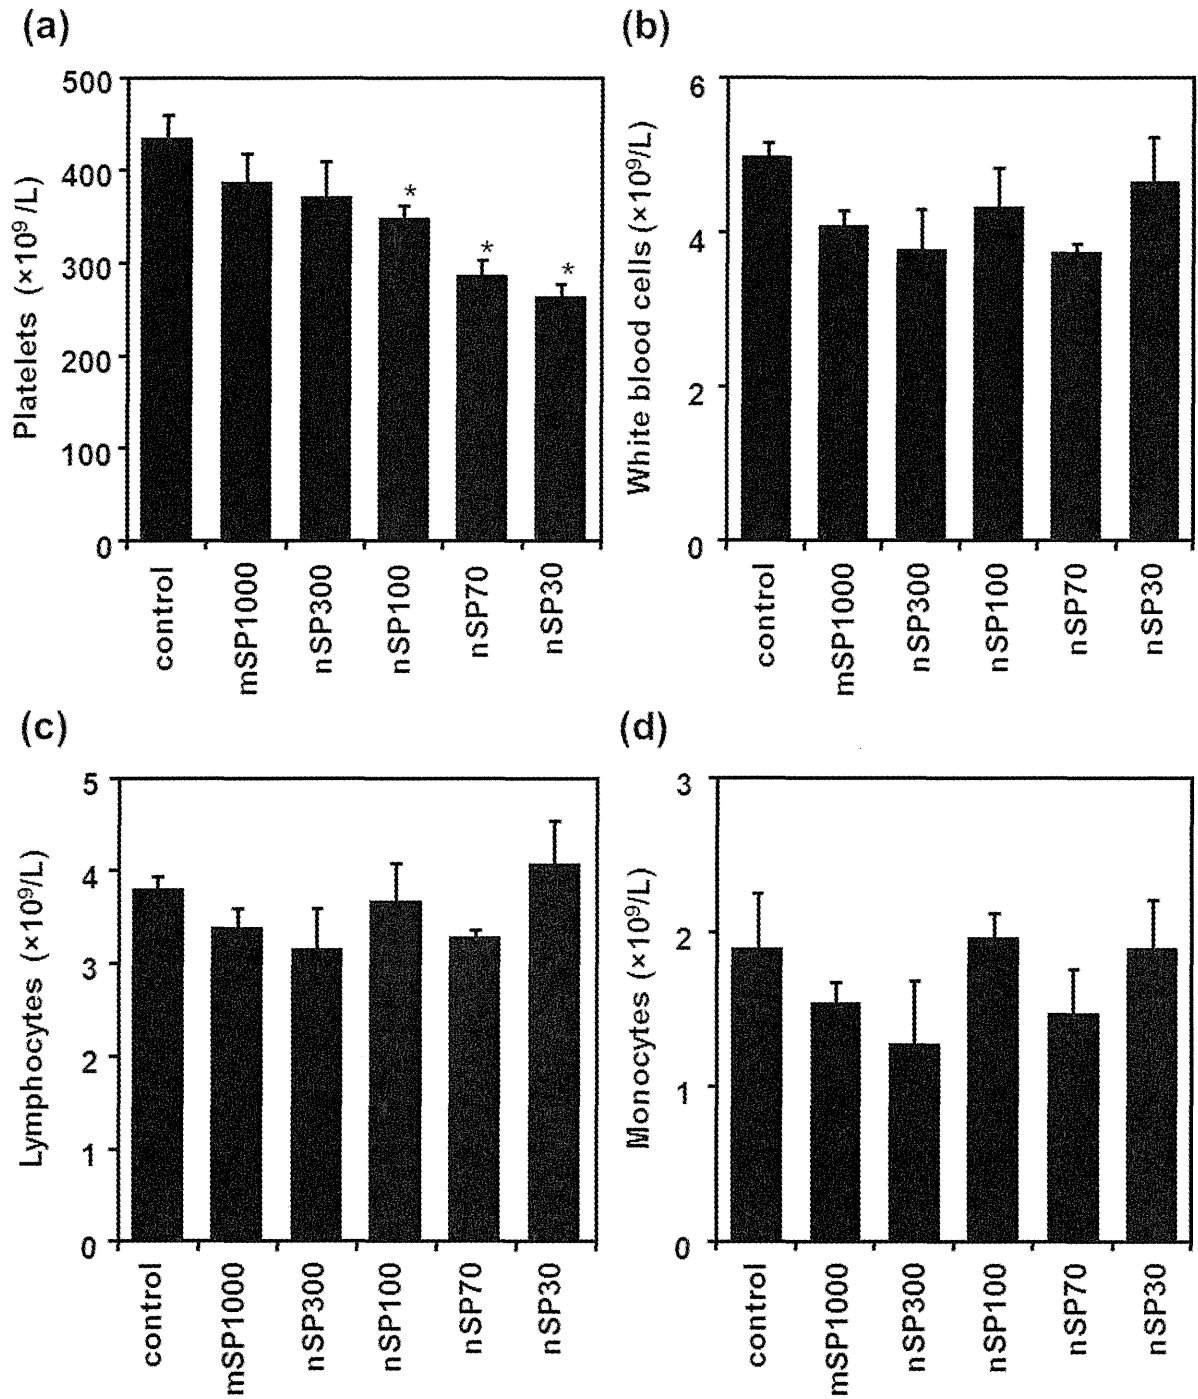 (a)
Platelets (×10⁹/L)
500
400
300
200
100
0
*
*
*
control
mSP1000
nSP300
nSP100
nSP70
nSP30
(b)
White blood cells (×10⁹/L)
6
4
2
0
control
mSP1000
nSP300
nSP100
nSP70
nSP30
(c)
Lymphocytes (×10⁹/L)
5
4
3
2
1
0
control
mSP1000
nSP300
nSP100
nSP70
nSP30
(d)
Monocytes (×10⁹/L)
3
2
1
0
control
mSP1000
nSP300
nSP100
nSP70
nSP30